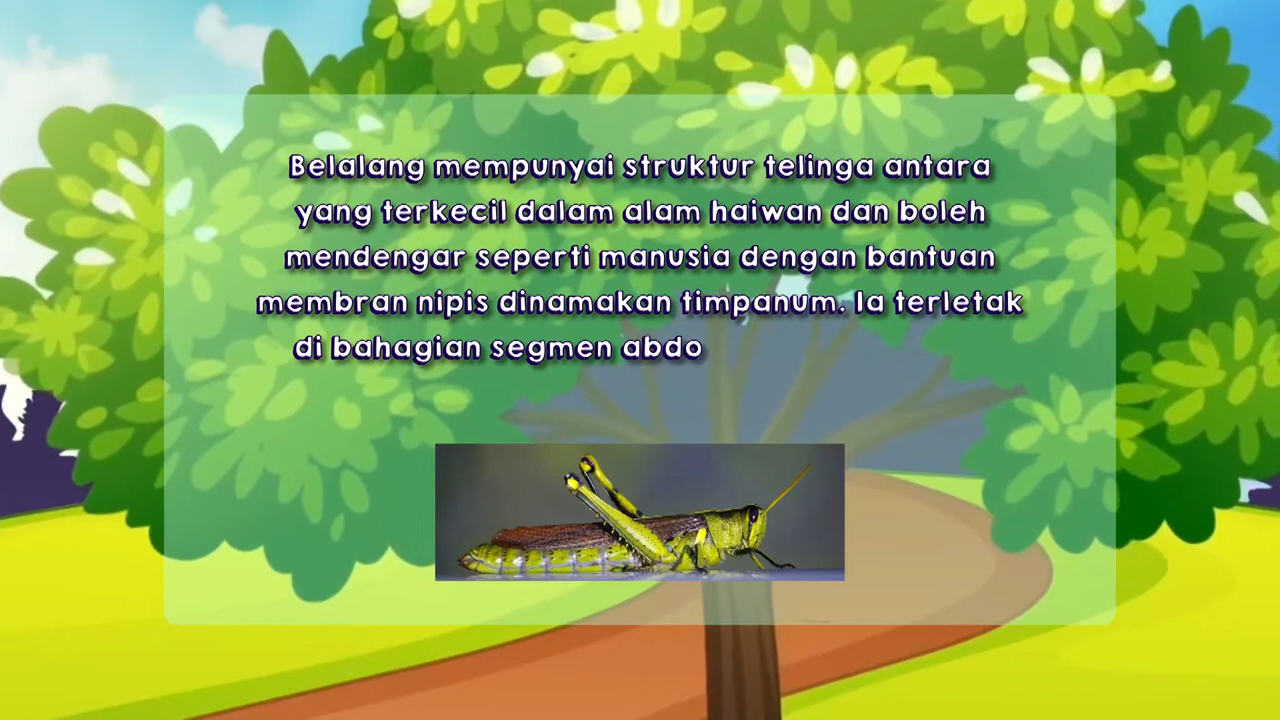 Belalang mempunyai struktur telinga antara
yang terkecil dalam alam haiwan dan boleh
mendengar seperti manusia dengan bantuan
membran nipis dinamakan timpanum. Ia terletak
di bahagian segmen abdo